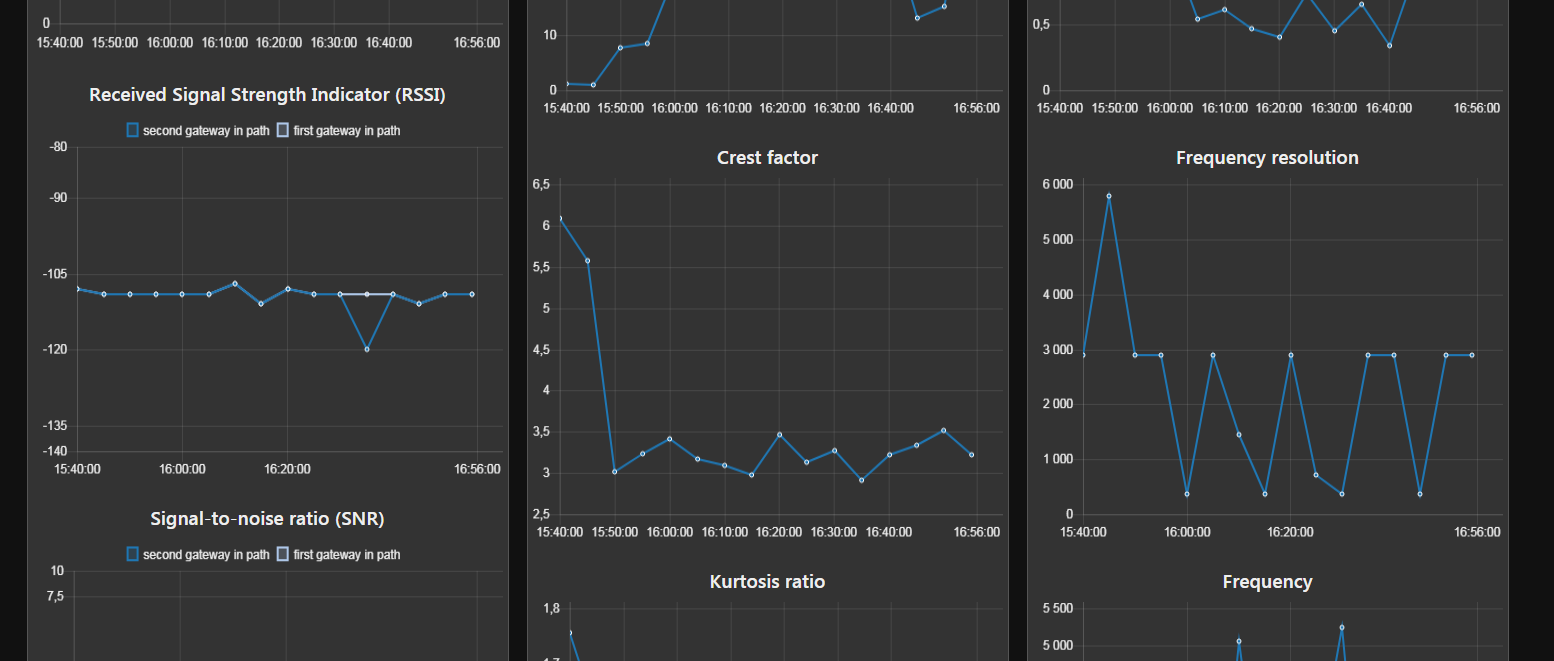 0
15:40:00 15:50:00 16:00:00 16:10:00 16:20:00 16:30:00 16:40:00 16:56:00
Received Signal Strength Indicator (RSSI)
second gateway in path first gateway in path
-80
-90
-105
-120
-135
-140
15:40:00 16:00:00 16:20:00 16:56:00
Signal-to-noise ratio (SNR)
second gateway in path first gateway in path
10
7,5
10
0
15:40:00 15:50:00 16:00:00 16:10:00 16:20:00 16:30:00 16:40:00 16:56:00
Crest factor
6,5
6
5,5
5
4,5
4
3,5
3
2,5
15:40:00 15:50:00 16:00:00 16:10:00 16:20:00 16:30:00 16:40:00 16:56:00
Kurtosis ratio
1,8
1,7
0,5
0
15:40:00 15:50:00 16:00:00 16:10:00 16:20:00 16:30:00 16:40:00 16:56:00
Frequency resolution
6 000
5 000
4 000
3 000
2 000
1 000
0
15:40:00 16:00:00 16:20:00 16:56:00
Frequency
5 500
5 000